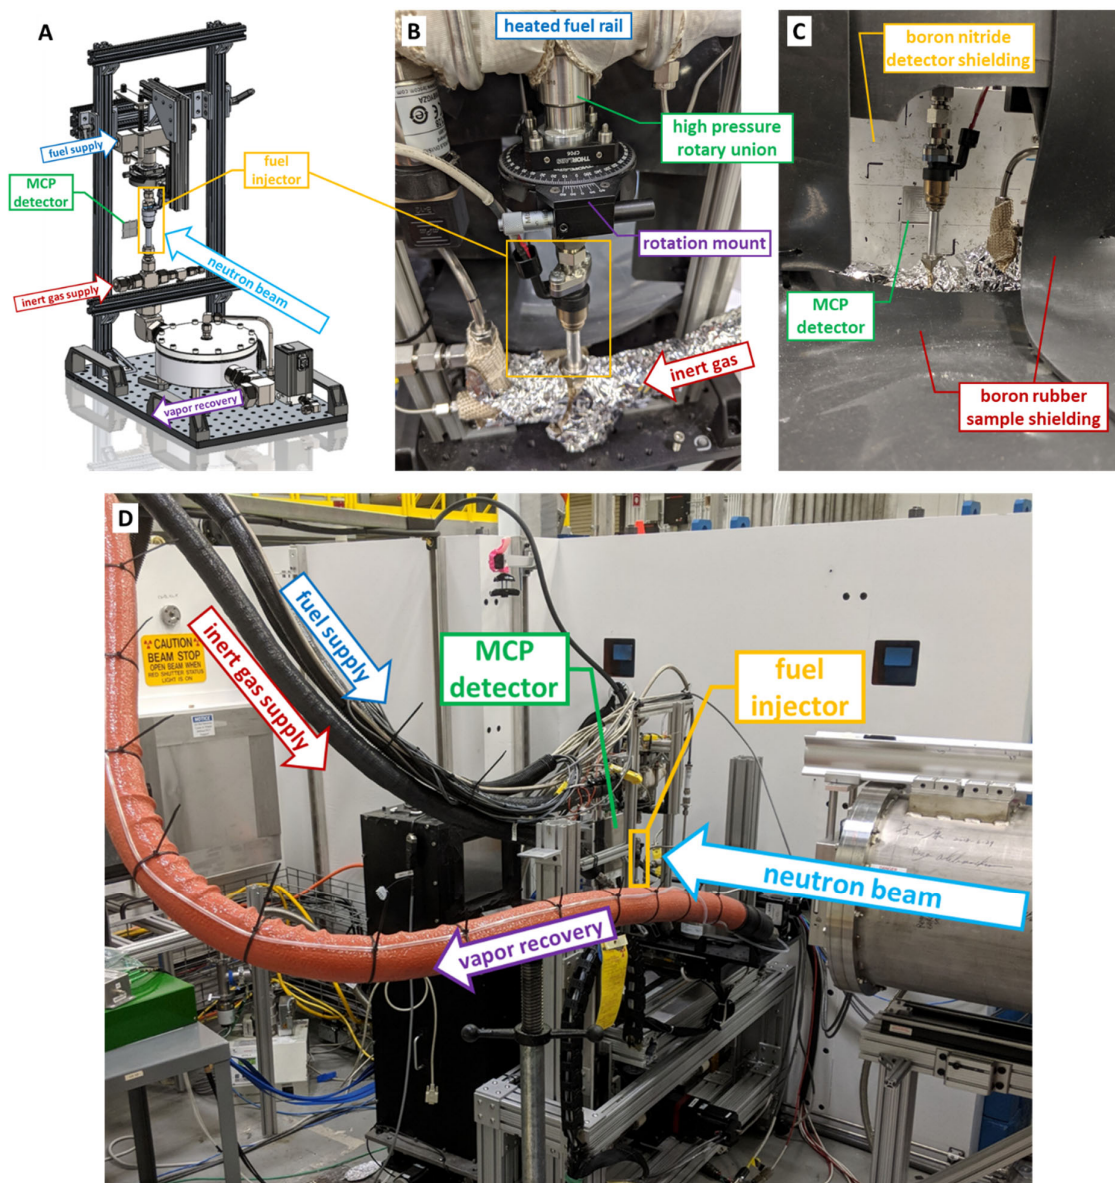 A
fuel supply
MCP
detector
fuel
injector
neutron beam
inert gas supply
vapor recovery
B
heated fuel rail
high pressure
rotary union
THORLABS
rotation mount
inert gas
C
boron nitride
detector shielding
MCP
detector
boron rubber
sample shielding
D
fuel supply
inert gas supply
MCP
detector
fuel
injector
neutron beam
vapor recovery
CAUTION
BEAM STOP
OPEN BEAM WHEN
RED SHUTTER STATUS
LIGHT IS ON
NOTICE